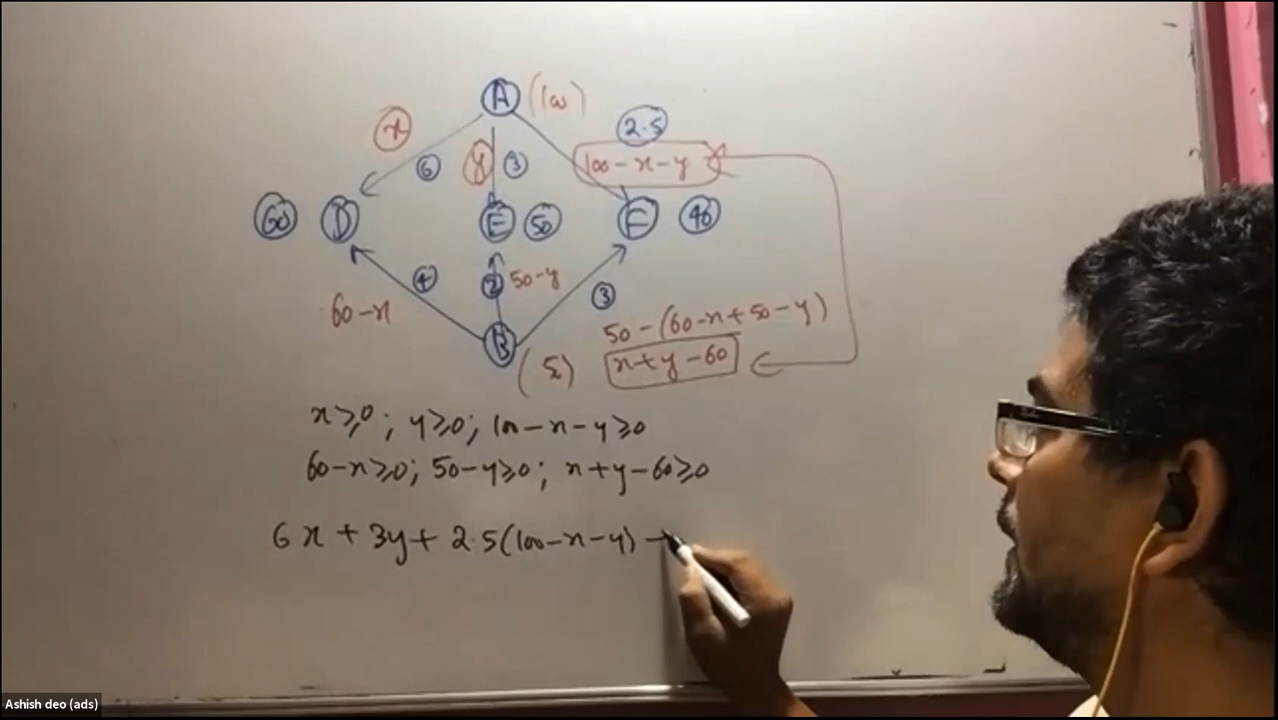 A (100)
x 2.5
6 y 3 100-x-y
60 D E 50 F 40
4 2 50-y 3
60-x
50-(60-x+50-y)
B x+y-60
x≥0; y≥0; 100-x-y≥0
60-x≥0; 50-y≥0; x+y-60≥0
6x+3y+2.5(100-x-y)
Ashish deo (ads)